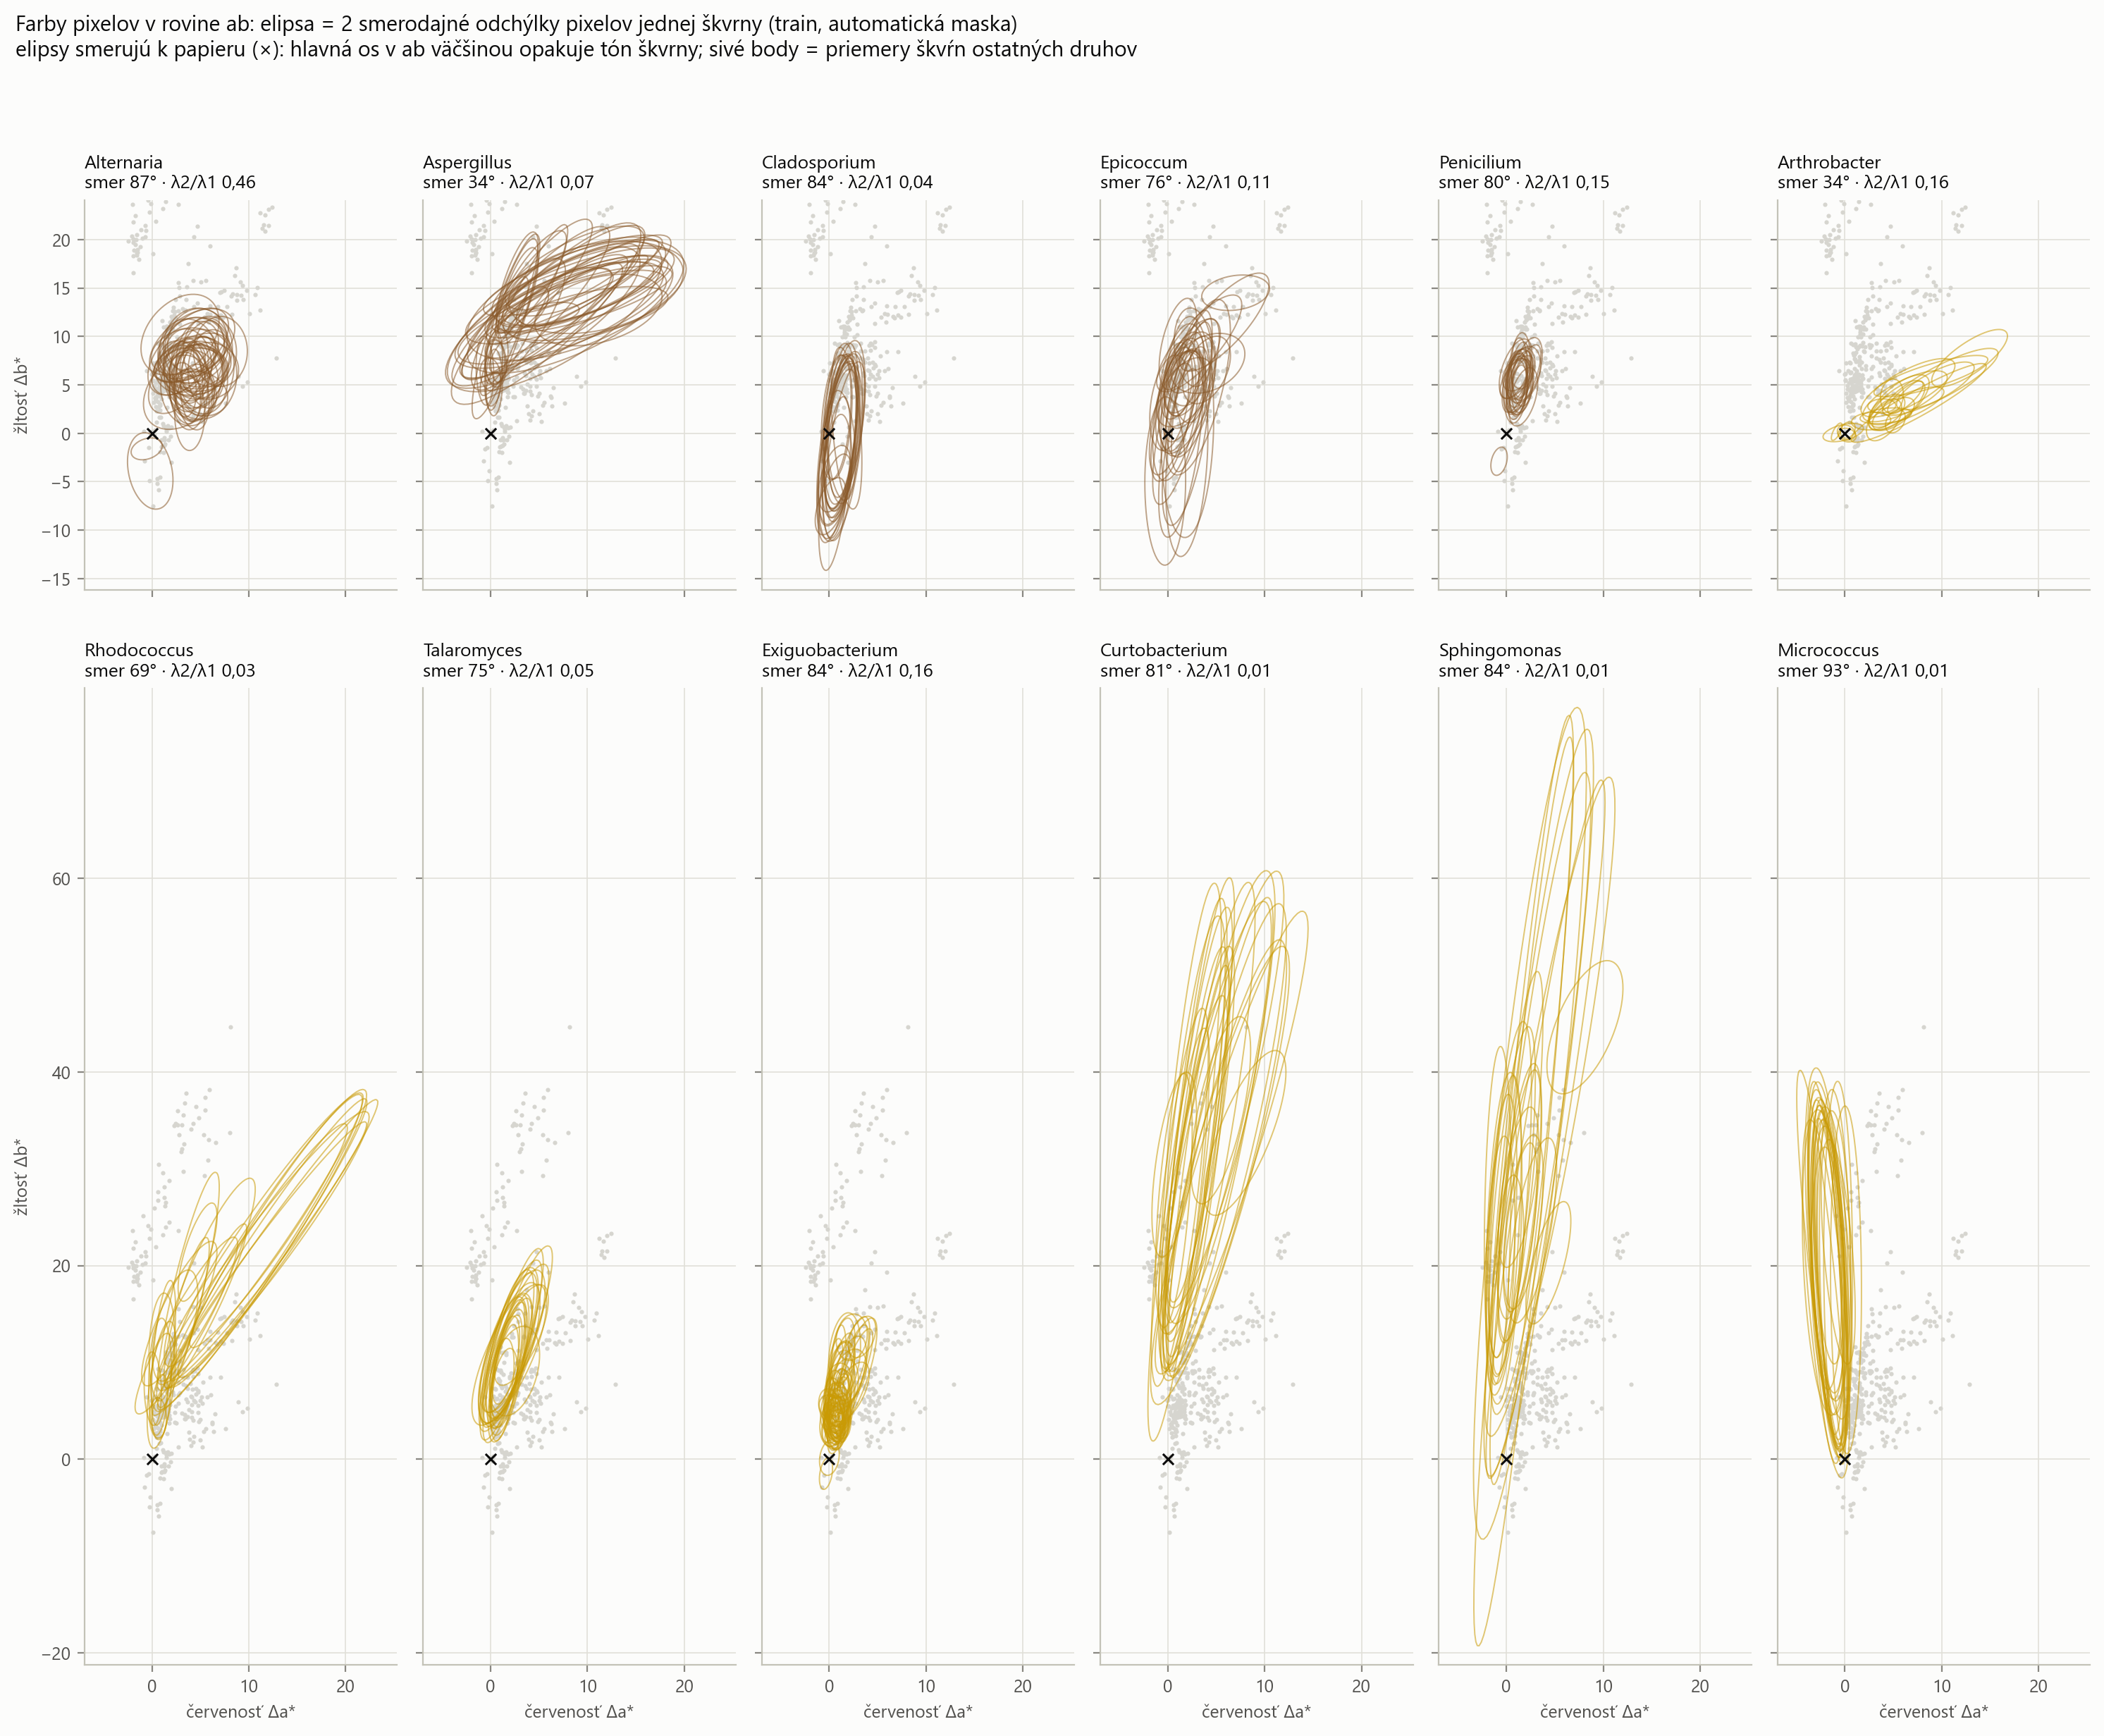 Farby pixelov v rovine ab: elipsa = 2 smerodajné odchýlky pixelov jednej škvrny (train, automatická maska)
elipsy smerujú k papieru (×): hlavná os v ab väčšinou opakuje tón škvrny; sivé body = priemery škvŕn ostatných druhov
Alternaria
smer 87° · λ2/λ1 0,46
Aspergillus
smer 34° · λ2/λ1 0,07
Cladosporium
smer 84° · λ2/λ1 0,04
Epicoccum
smer 76° · λ2/λ1 0,11
Penicilium
smer 80° · λ2/λ1 0,15
Arthrobacter
smer 34° · λ2/λ1 0,16
20
15
10
5
0
−5
−10
−15
žltosť Δb*
Rhodococcus
smer 69° · λ2/λ1 0,03
Talaromyces
smer 75° · λ2/λ1 0,05
Exiguobacterium
smer 84° · λ2/λ1 0,16
Curtobacterium
smer 81° · λ2/λ1 0,01
Sphingomonas
smer 84° · λ2/λ1 0,01
Micrococcus
smer 93° · λ2/λ1 0,01
60
40
20
0
−20
žltosť Δb*
0 10 20
0 10 20
0 10 20
0 10 20
0 10 20
0 10 20
červenosť Δa*
červenosť Δa*
červenosť Δa*
červenosť Δa*
červenosť Δa*
červenosť Δa*